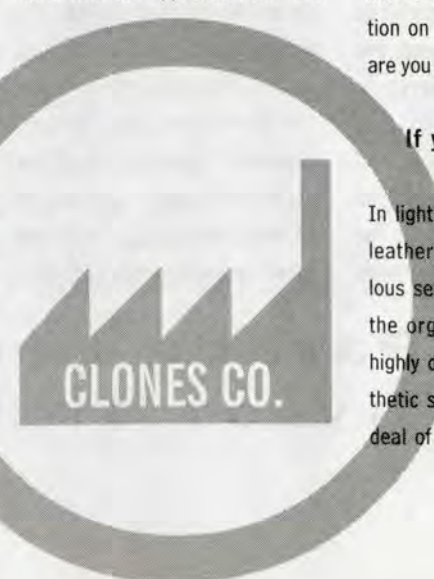 tion on
are you
If y
In light
leather
lous se
the org
highly c
thetic s
deal of
CLONES CO.